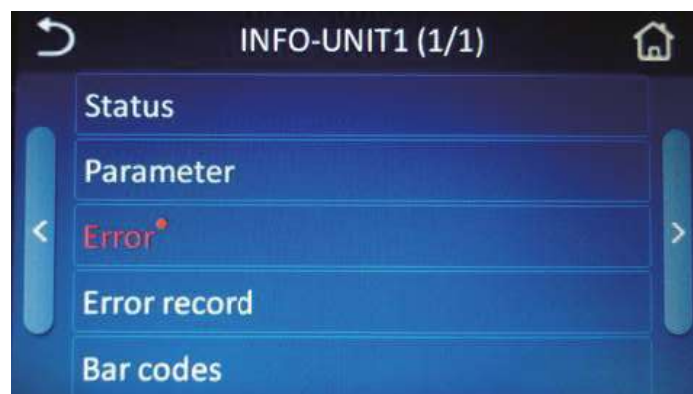 INFO-UNIT1 (1/1)
Status
Parameter
Error
Error record
Bar codes